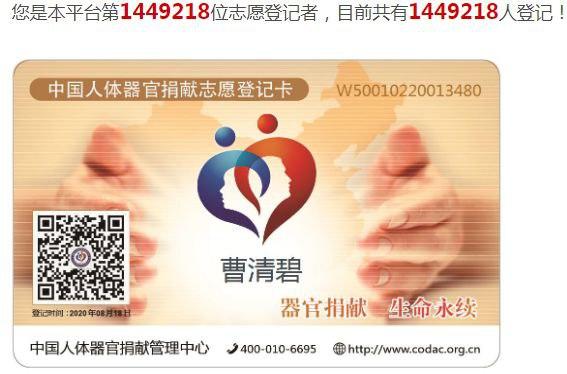 您是本平台第1449218位志愿登记者，目前共有1449218人登记！
中国人体器官捐献志愿登记卡 W50010220013480
曹清碧
器官捐献 生命永续
登记时间：2020年08月18日
中国人体器官捐献管理中心 400-010-6695 http://www.codac.org.cn